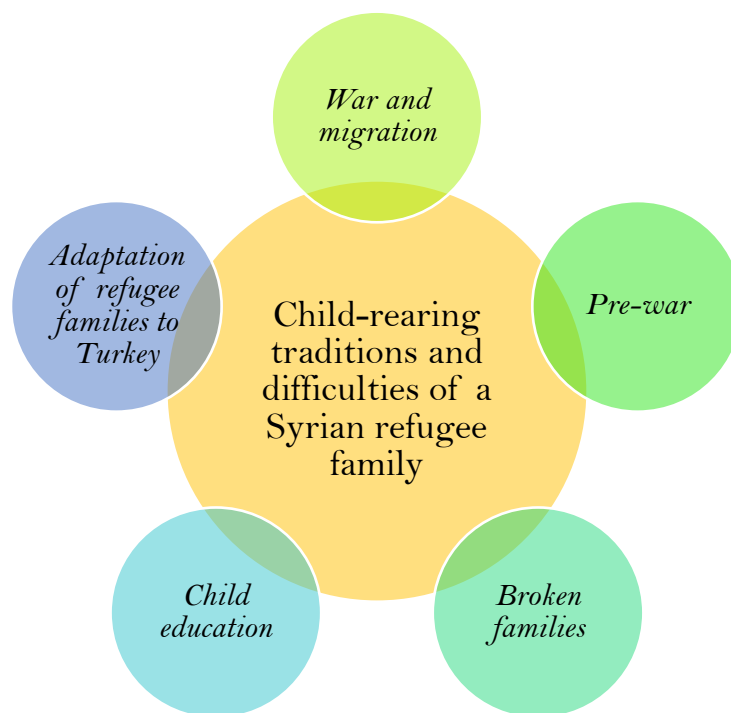 War and
migration
Adaptation
of refugee
families to
Turkey
Pre-war
Child-rearing
traditions and
difficulties of a
Syrian refugee
family
Child
education
Broken
families